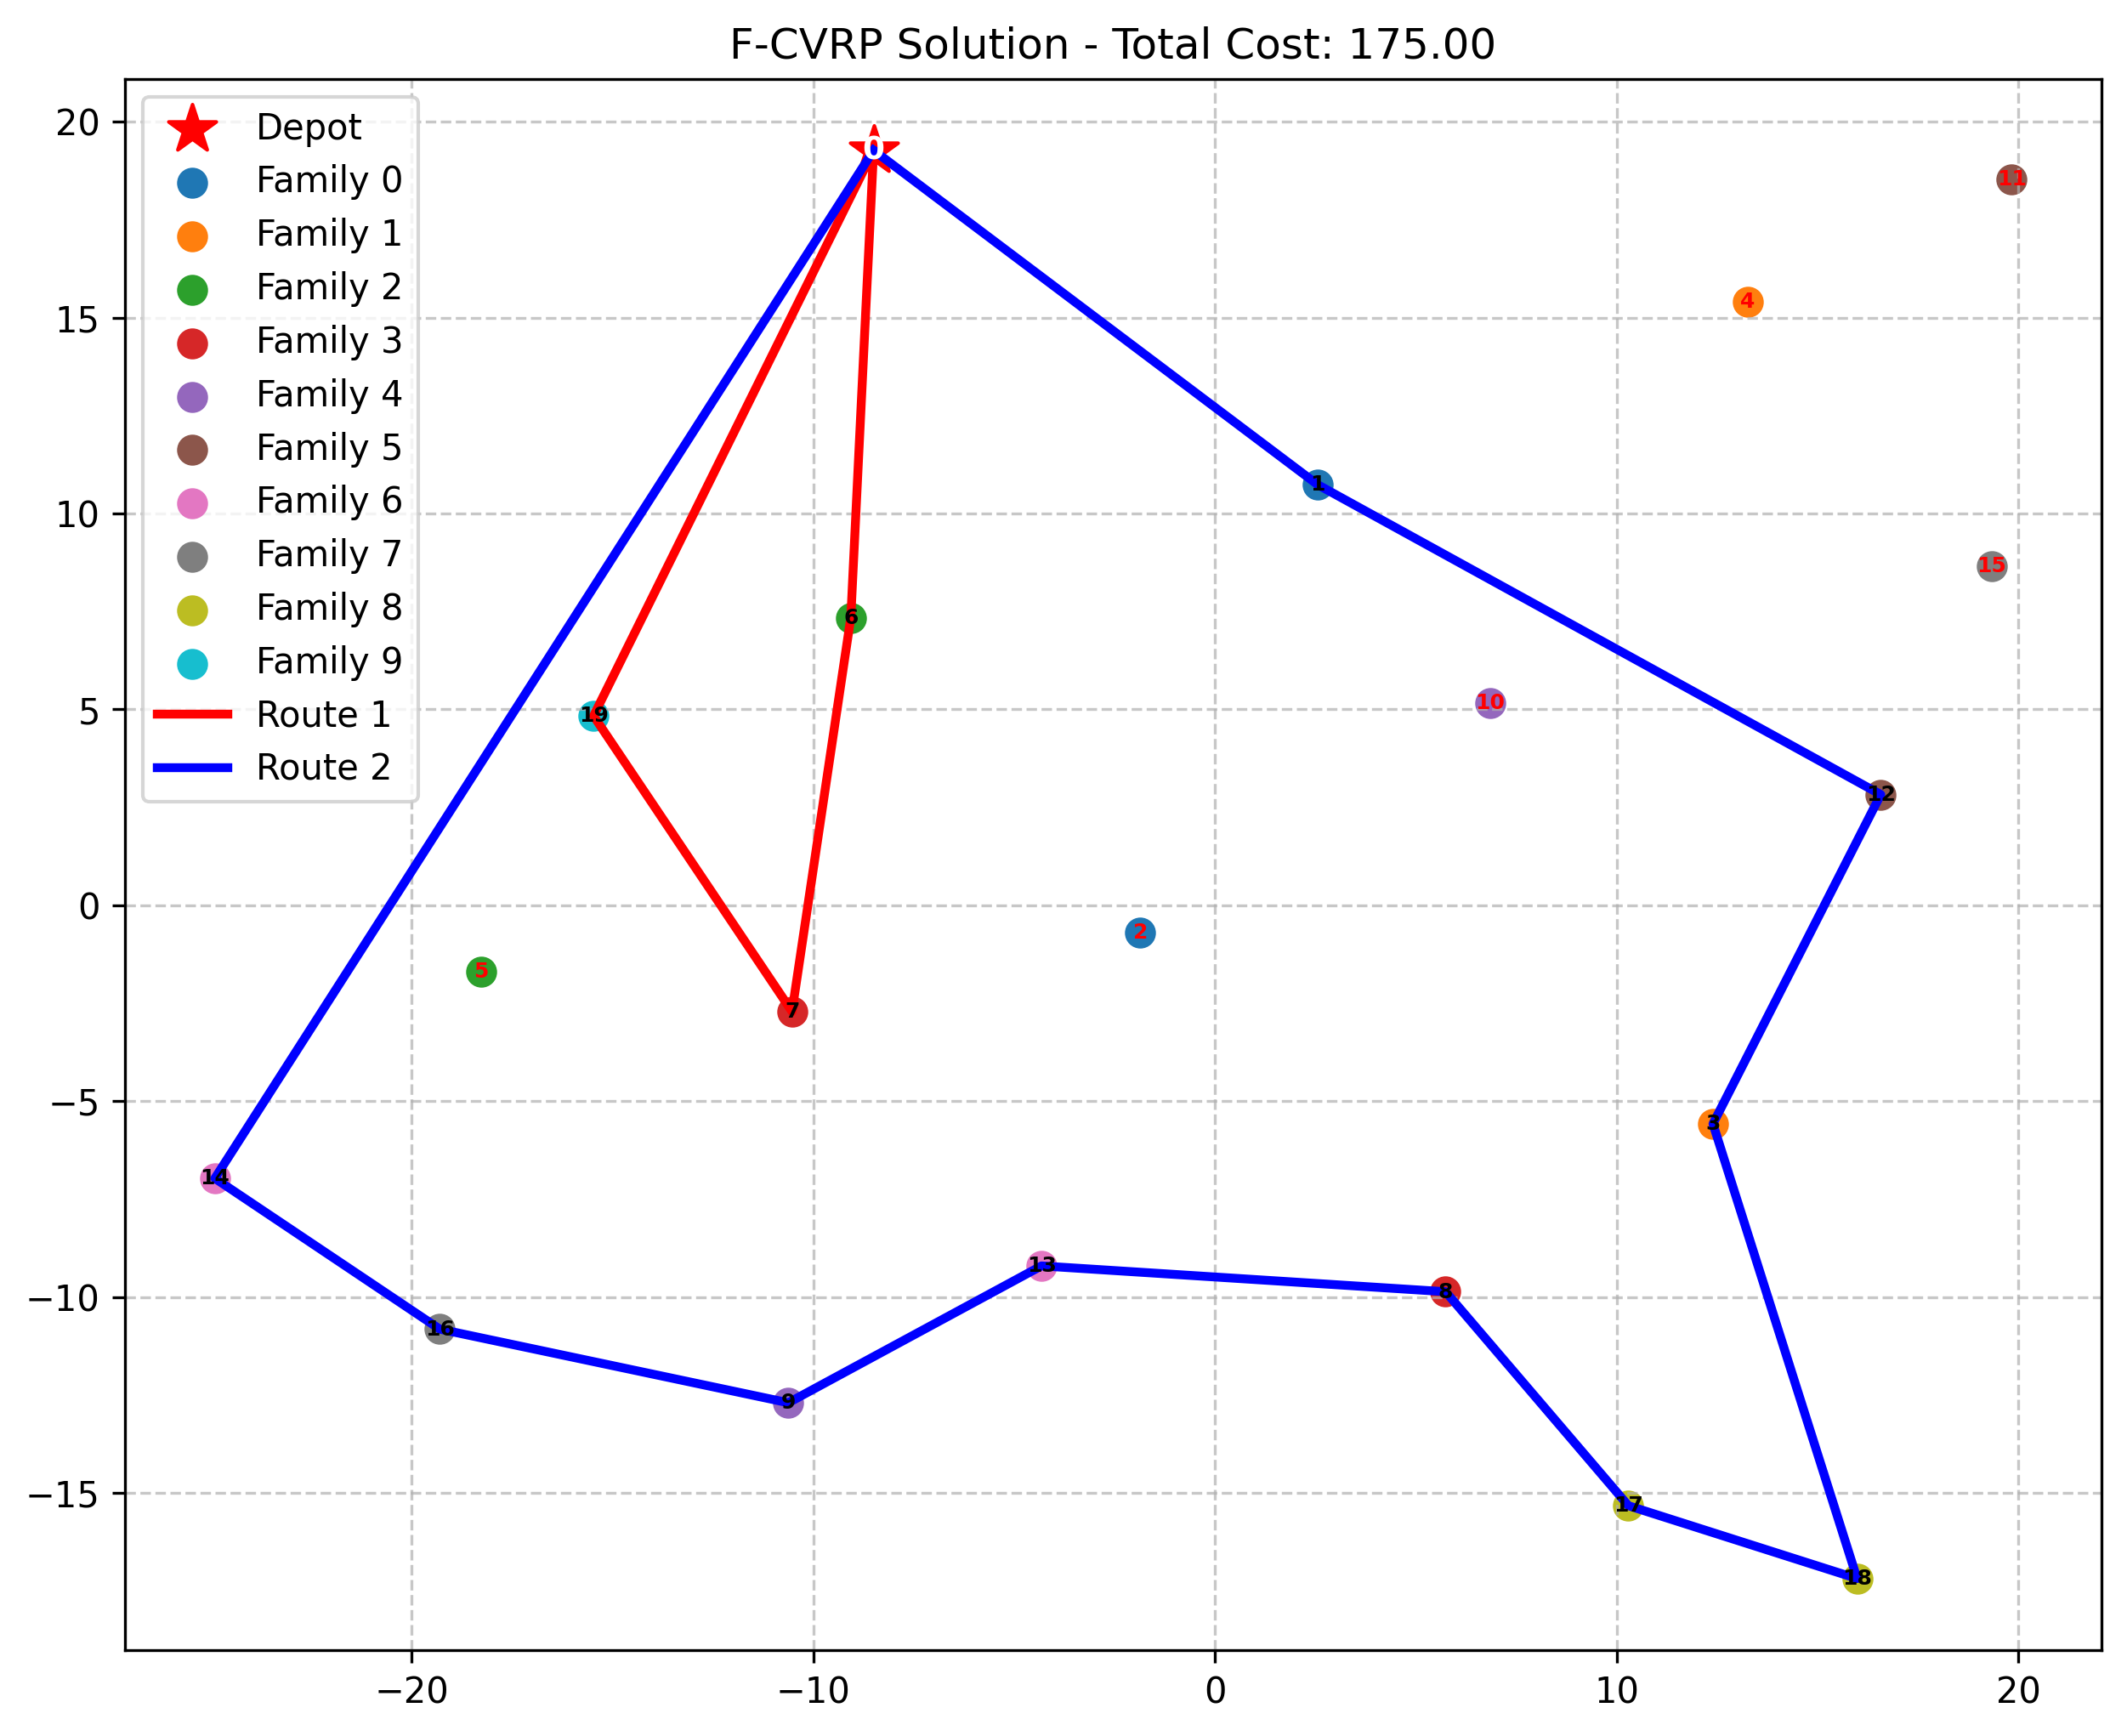 F-CVRP Solution - Total Cost: 175.00
20
15
10
5
0
−5
−10
−15
−20
−10
0
10
20
Depot
Family 0
Family 1
Family 2
Family 3
Family 4
Family 5
Family 6
Family 7
Family 8
Family 9
Route 1
Route 2
0
11
4
1
15
6
10
19
12
2
5
7
3
14
13
8
16
9
17
18